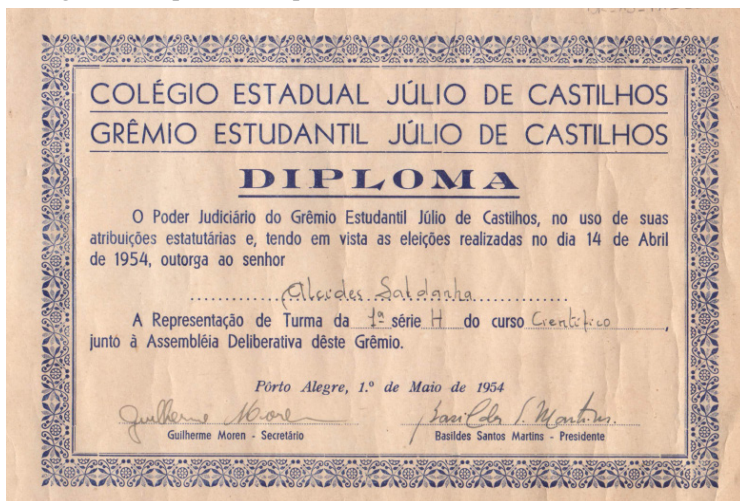 COLÉGIO ESTADUAL JÚLIO DE CASTILHOS
GRÊMIO ESTUDANTIL JÚLIO DE CASTILHOS
DIPLOMA
O Poder Judiciário do Grêmio Estudantil Júlio de Castilhos, no uso de suas
atribuições estatutárias e, tendo em vista as eleições realizadas no dia 14 de Abril
de 1954, outorga ao senhor
Alcides Saldanha
A Representação de Turma da 1ª série H do curso Científico,
junto à Assembléia Deliberativa dêste Grêmio.
Pôrto Alegre, 1.º de Maio de 1954
Guilherme Moren Basildes S. Martins.
Guilherme Moren - Secretário Basildes Santos Martins - Presidente